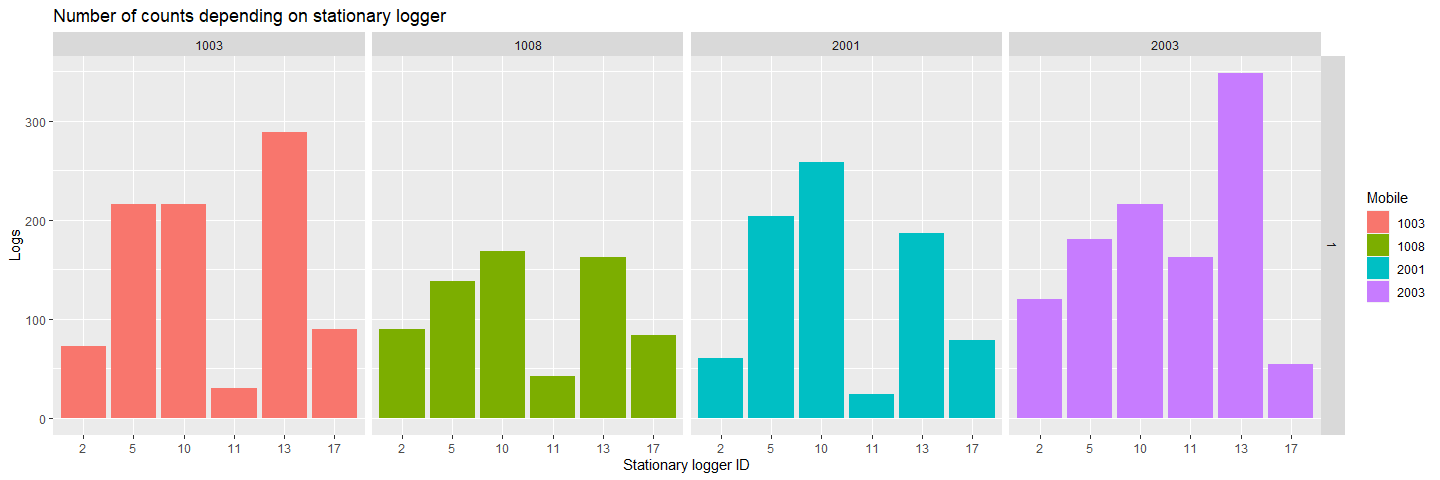 Number of counts depending on stationary logger
1003 1008 2001 2003
300
200
100
0
Logs
1
2 5 10 11 13 17 2 5 10 11 13 17 2 5 10 11 13 17 2 5 10 11 13 17
Stationary logger ID
Mobile
1003
1008
2001
2003